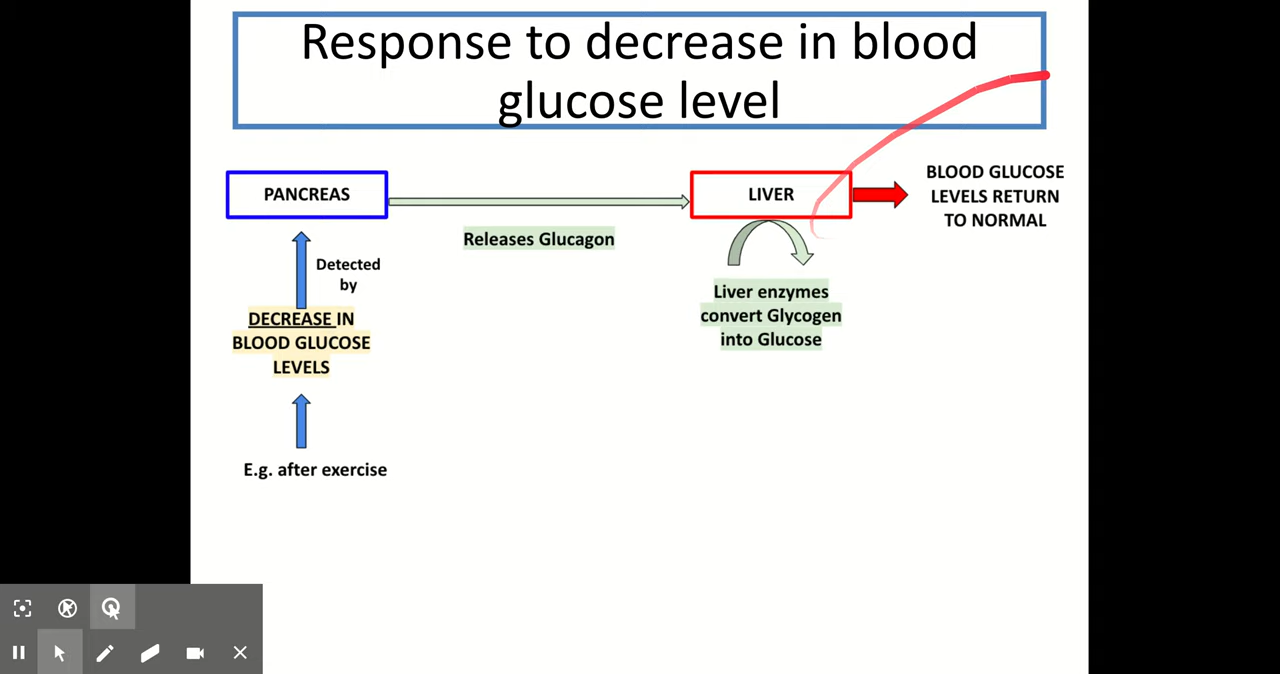 Response to decrease in blood
glucose level
PANCREAS
LIVER
BLOOD GLUCOSE
LEVELS RETURN
TO NORMAL
Releases Glucagon
Detected
by
DECREASE IN
BLOOD GLUCOSE
LEVELS
Liver enzymes
convert Glycogen
into Glucose
E.g. after exercise